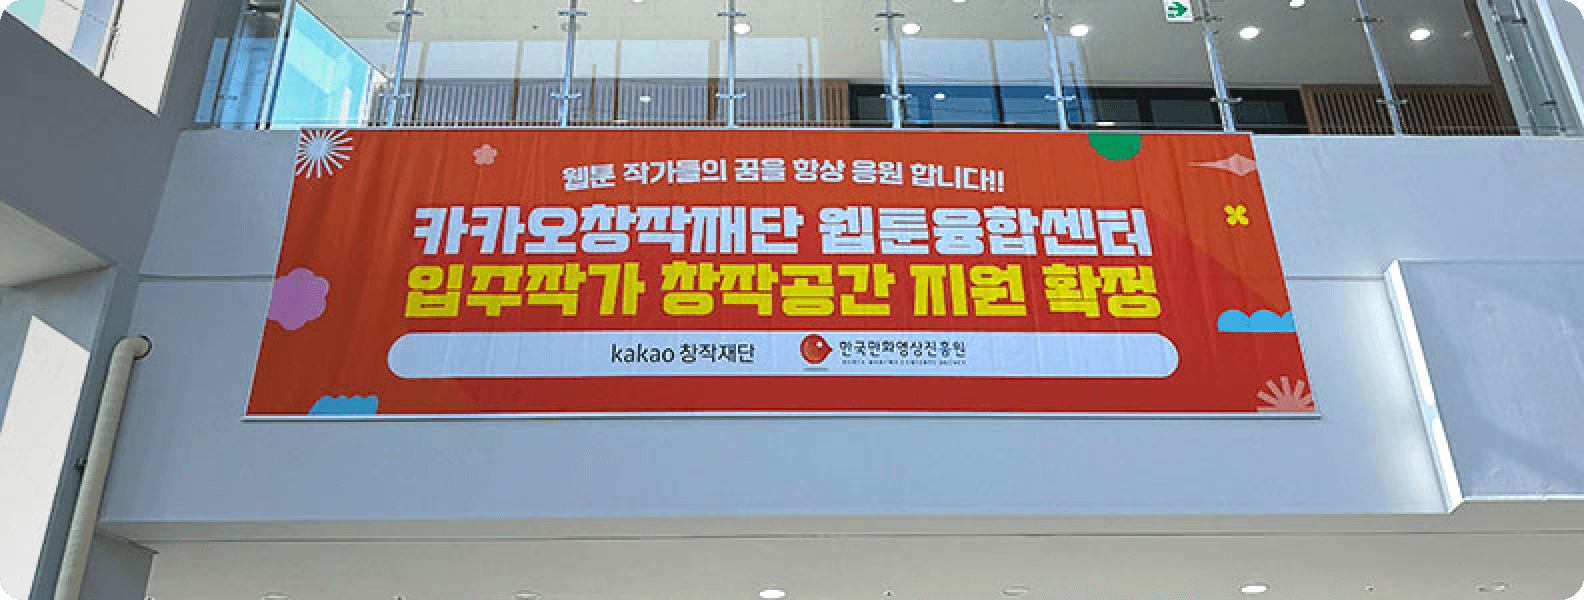 웹툰 작가들의 꿈을 항상 응원 합니다!!
카카오창작재단 웹툰융합센터
입주작가 창작공간 지원 확정
kakao 창작재단
한국만화영상진흥원